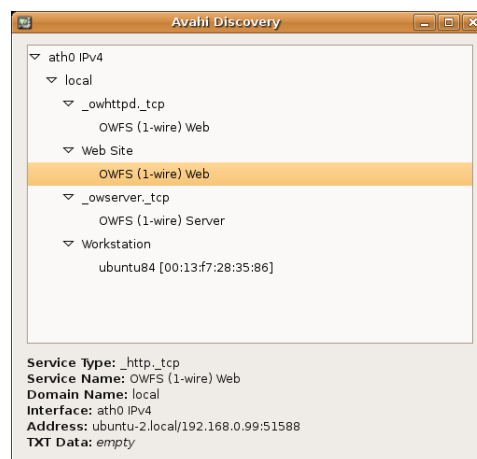 Avahi Discovery
ath0 IPv4
local
_owhttpd._tcp
OWFS (1-wire) Web
Web Site
OWFS (1-wire) Web
_owserver._tcp
OWFS (1-wire) Server
Workstation
ubuntu84 [00:13:f7:28:35:86]
Service Type: _http._tcp
Service Name: OWFS (1-wire) Web
Domain Name: local
Interface: ath0 IPv4
Address: ubuntu-2.local/192.168.0.99:51588
TXT Data: empty